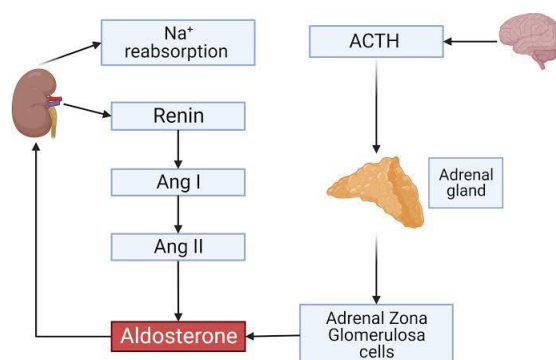 Na⁺
reabsorption
ACTH
Renin
Ang I
Adrenal
gland
Ang II
Aldosterone
Adrenal Zona
Glomerulosa
cells